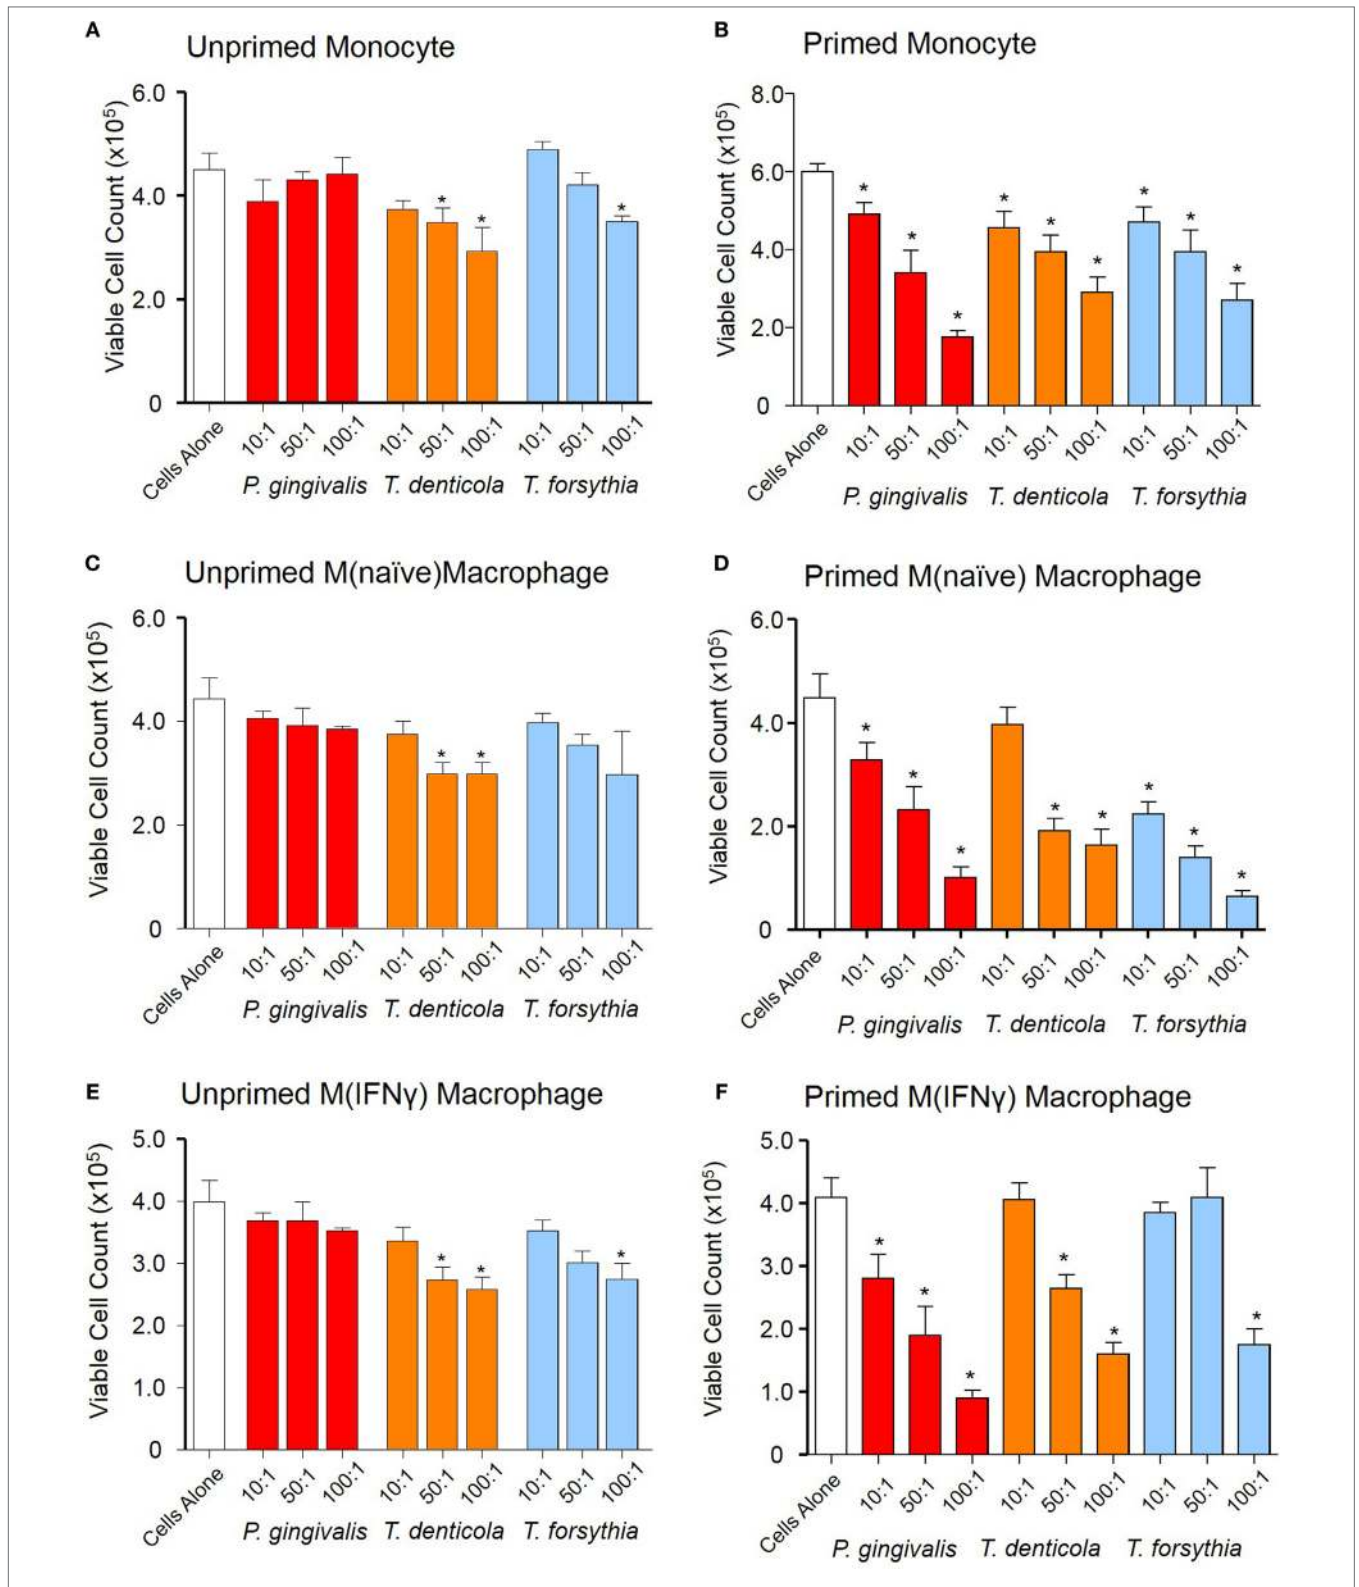 A
Unprimed Monocyte
Viable Cell Count (x10⁵)
6.0
4.0
2.0
0
* * *
Cells Alone 10:1 50:1 100:1 10:1 50:1 100:1 10:1 50:1 100:1
P. gingivalis T. denticola T. forsythia
B
Primed Monocyte
Viable Cell Count (x10⁵)
8.0
6.0
4.0
2.0
0
* * * * * * * * *
Cells Alone 10:1 50:1 100:1 10:1 50:1 100:1 10:1 50:1 100:1
P. gingivalis T. denticola T. forsythia
C
Unprimed M(naïve)Macrophage
Viable Cell Count (x10⁵)
6.0
4.0
2.0
0
* *
Cells Alone 10:1 50:1 100:1 10:1 50:1 100:1 10:1 50:1 100:1
P. gingivalis T. denticola T. forsythia
D
Primed M(naïve) Macrophage
Viable Cell Count (x10⁵)
6.0
4.0
2.0
0
* * * * * * * *
Cells Alone 10:1 50:1 100:1 10:1 50:1 100:1 10:1 50:1 100:1
P. gingivalis T. denticola T. forsythia
E
Unprimed M(IFNγ) Macrophage
Viable Cell Count (x10⁵)
5.0
4.0
3.0
2.0
1.0
0
* * *
Cells Alone 10:1 50:1 100:1 10:1 50:1 100:1 10:1 50:1 100:1
P. gingivalis T. denticola T. forsythia
F
Primed M(IFNγ) Macrophage
Viable Cell Count (x10⁵)
5.0
4.0
3.0
2.0
1.0
0
* * * * * *
Cells Alone 10:1 50:1 100:1 10:1 50:1 100:1 10:1 50:1 100:1
P. gingivalis T. denticola T. forsythia